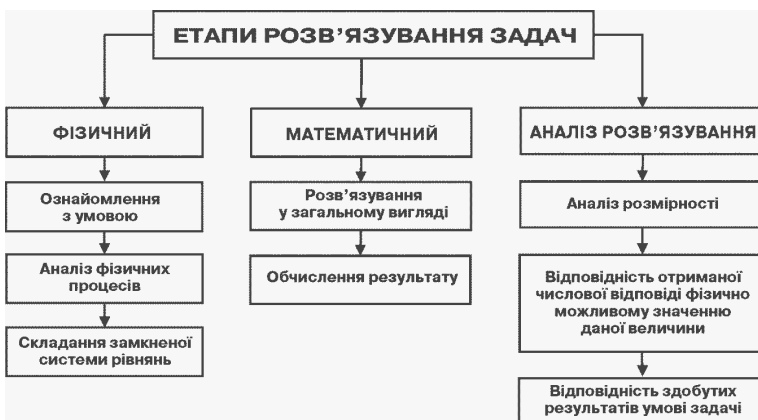 ЕТАПИ РОЗВ’ЯЗУВАННЯ ЗАДАЧ
ФІЗИЧНИЙ
Ознайомлення
з умовою
Аналіз фізичних
процесів
Складання замкненої
системи рівнянь
МАТЕМАТИЧНИЙ
Розв’язування
у загальному вигляді
Обчислення результату
АНАЛІЗ РОЗВ’ЯЗУВАННЯ
Аналіз розмірності
Відповідність отриманої
числової відповіді фізично
можливому значенню
даної величини
Відповідність здобутих
результатів умові задачі